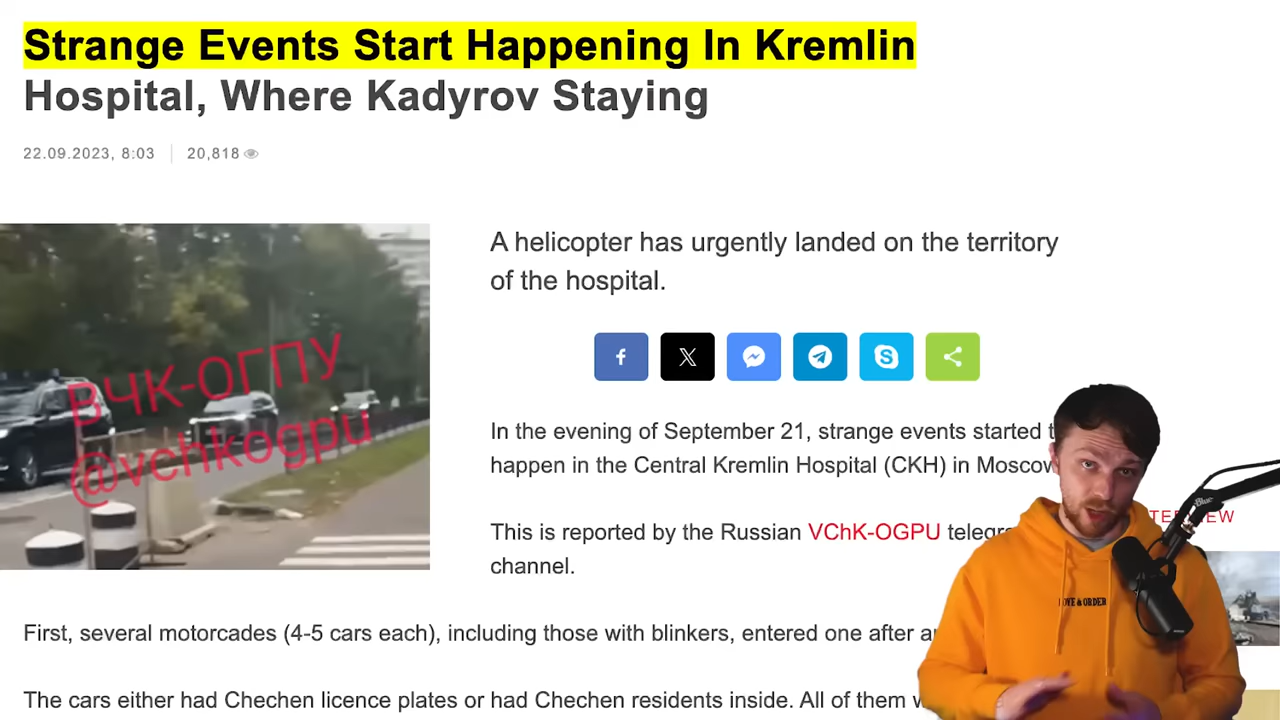 Strange Events Start Happening In Kremlin
Hospital, Where Kadyrov Staying
22.09.2023, 8:03 20,818
ВЧК-ОГПУ
@vchkogpu
A helicopter has urgently landed on the territory
of the hospital.
In the evening of September 21, strange events started
happen in the Central Kremlin Hospital (CKH) in Moscow
This is reported by the Russian VChK-OGPU
channel.
First, several motorcades (4-5 cars each), including those with blinkers, entered one after
The cars either had Chechen licence plates or had Chechen residents inside. All of them
LOVE & ORDER
Blue